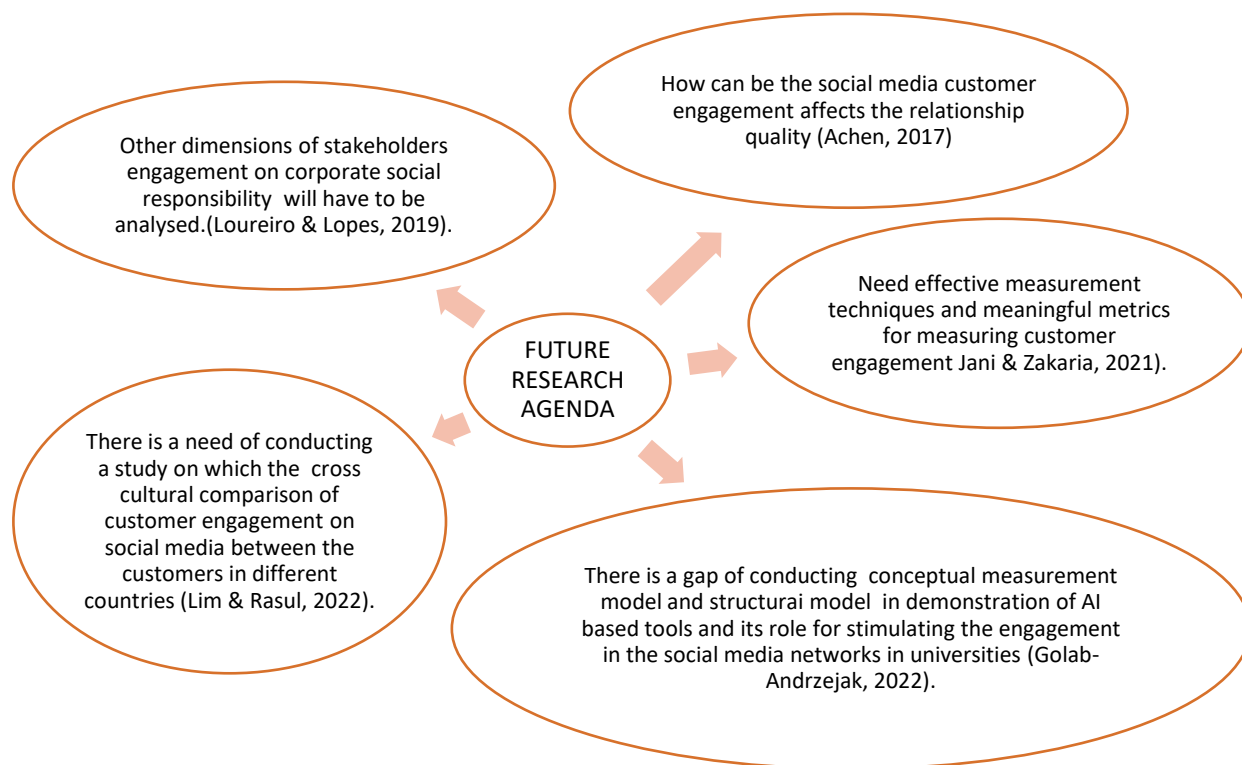 How can be the social media customer
engagement affects the relationship
quality (Achen, 2017)
Other dimensions of stakeholders
engagement on corporate social
responsibility  will have to be
analysed.(Loureiro & Lopes, 2019).
Need effective measurement
techniques and meaningful metrics
for measuring customer
engagement Jani & Zakaria, 2021).
FUTURE
RESEARCH
AGENDA
There is a need of conducting
a study on which the  cross
cultural comparison of
customer engagement on
social media between the
customers in different
countries (Lim & Rasul, 2022).
There is a gap of conducting  conceptual measurement
model and structurai model  in demonstration of AI
based tools and its role for stimulating the engagement
in the social media networks in universities (Golab-
Andrzejak, 2022).